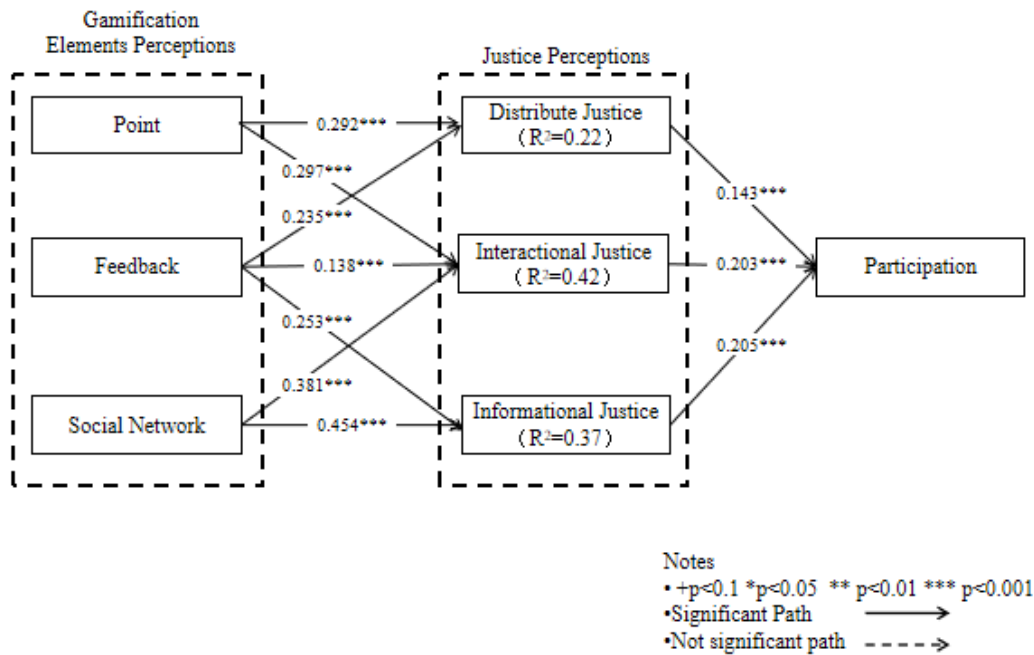 Gamification
Elements Perceptions
Justice Perceptions
Point
0.292***
Distribute Justice
(R²=0.22)
0.297***
0.143***
0.235***
Feedback
0.138***
Interactional Justice
(R²=0.42)
0.203***
Participation
0.253***
0.205***
0.381***
Social Network
0.454***
Informational Justice
(R²=0.37)
Notes
• +p<0.1 *p<0.05 ** p<0.01 *** p<0.001
•Significant Path
•Not significant path